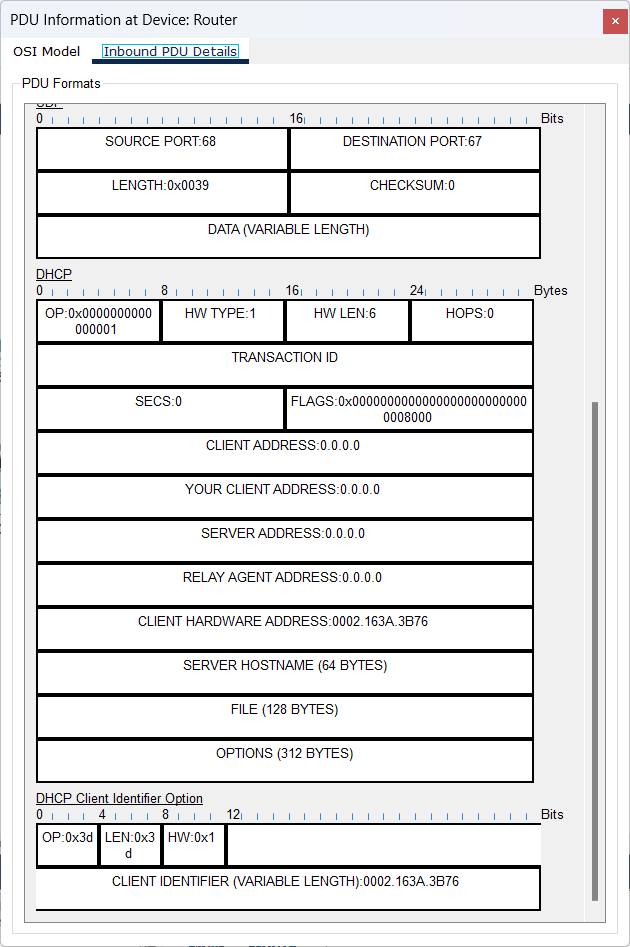 PDU Information at Device: Router
OSI Model Inbound PDU Details
PDU Formats
UDP
0 16 Bits
SOURCE PORT:68 DESTINATION PORT:67
LENGTH:0x0039 CHECKSUM:0
DATA (VARIABLE LENGTH)
DHCP
0 8 16 24 Bytes
OP:0x0000000000 HW TYPE:1 HW LEN:6 HOPS:0
000001
TRANSACTION ID
SECS:0 FLAGS:0x0000000000000000000000000
0008000
CLIENT ADDRESS:0.0.0.0
YOUR CLIENT ADDRESS:0.0.0.0
SERVER ADDRESS:0.0.0.0
RELAY AGENT ADDRESS:0.0.0.0
CLIENT HARDWARE ADDRESS:0002.163A.3B76
SERVER HOSTNAME (64 BYTES)
FILE (128 BYTES)
OPTIONS (312 BYTES)
DHCP Client Identifier Option
0 4 8 12 Bits
OP:0x3d LEN:0x3 HW:0x1
d
CLIENT IDENTIFIER (VARIABLE LENGTH):0002.163A.3B76